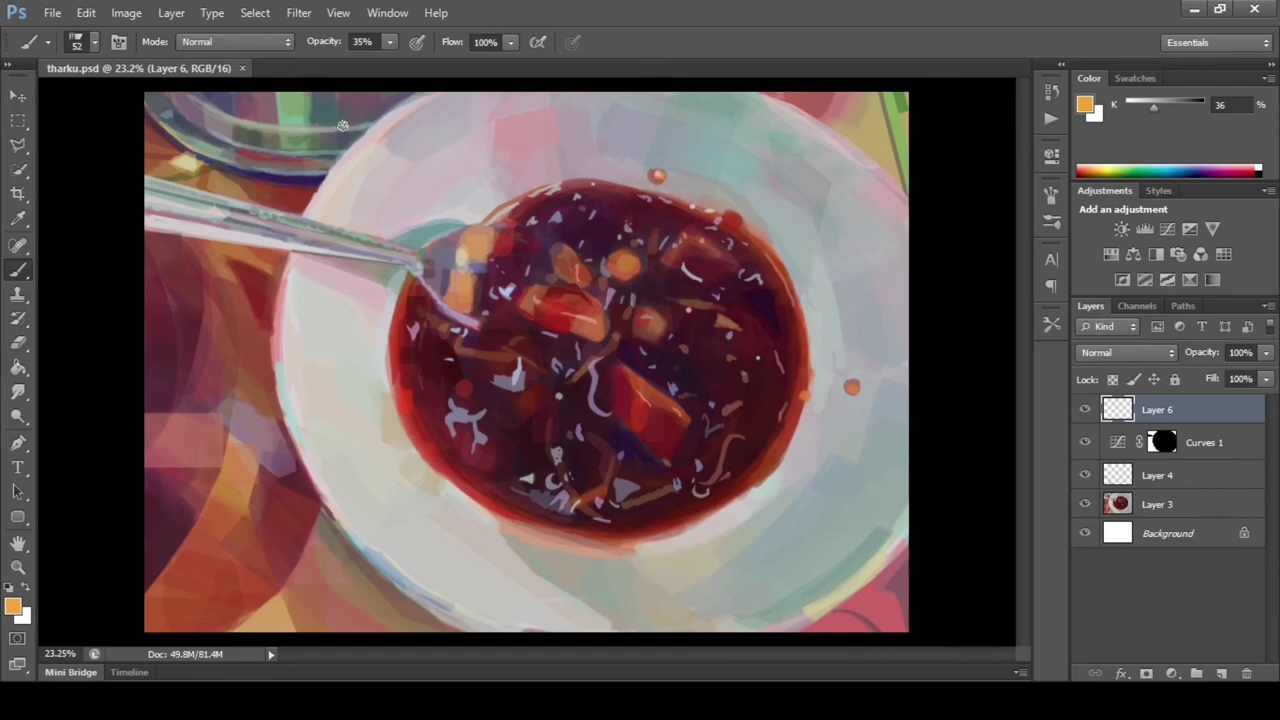 Ps File Edit Image Layer Type Select Filter View Window Help
52 Mode: Normal Opacity: 35% Flow: 100% Essentials
tharku.psd @ 23.2% (Layer 6, RGB/16) ×
Color Swatches
K 36 %
Adjustments Styles
Add an adjustment
Layers Channels Paths
Kind
Normal Opacity: 100%
Lock: Fill: 100%
Layer 6
Curves 1
Layer 4
Layer 3
Background
23.25% Doc: 49.8M/81.4M
Mini Bridge Timeline